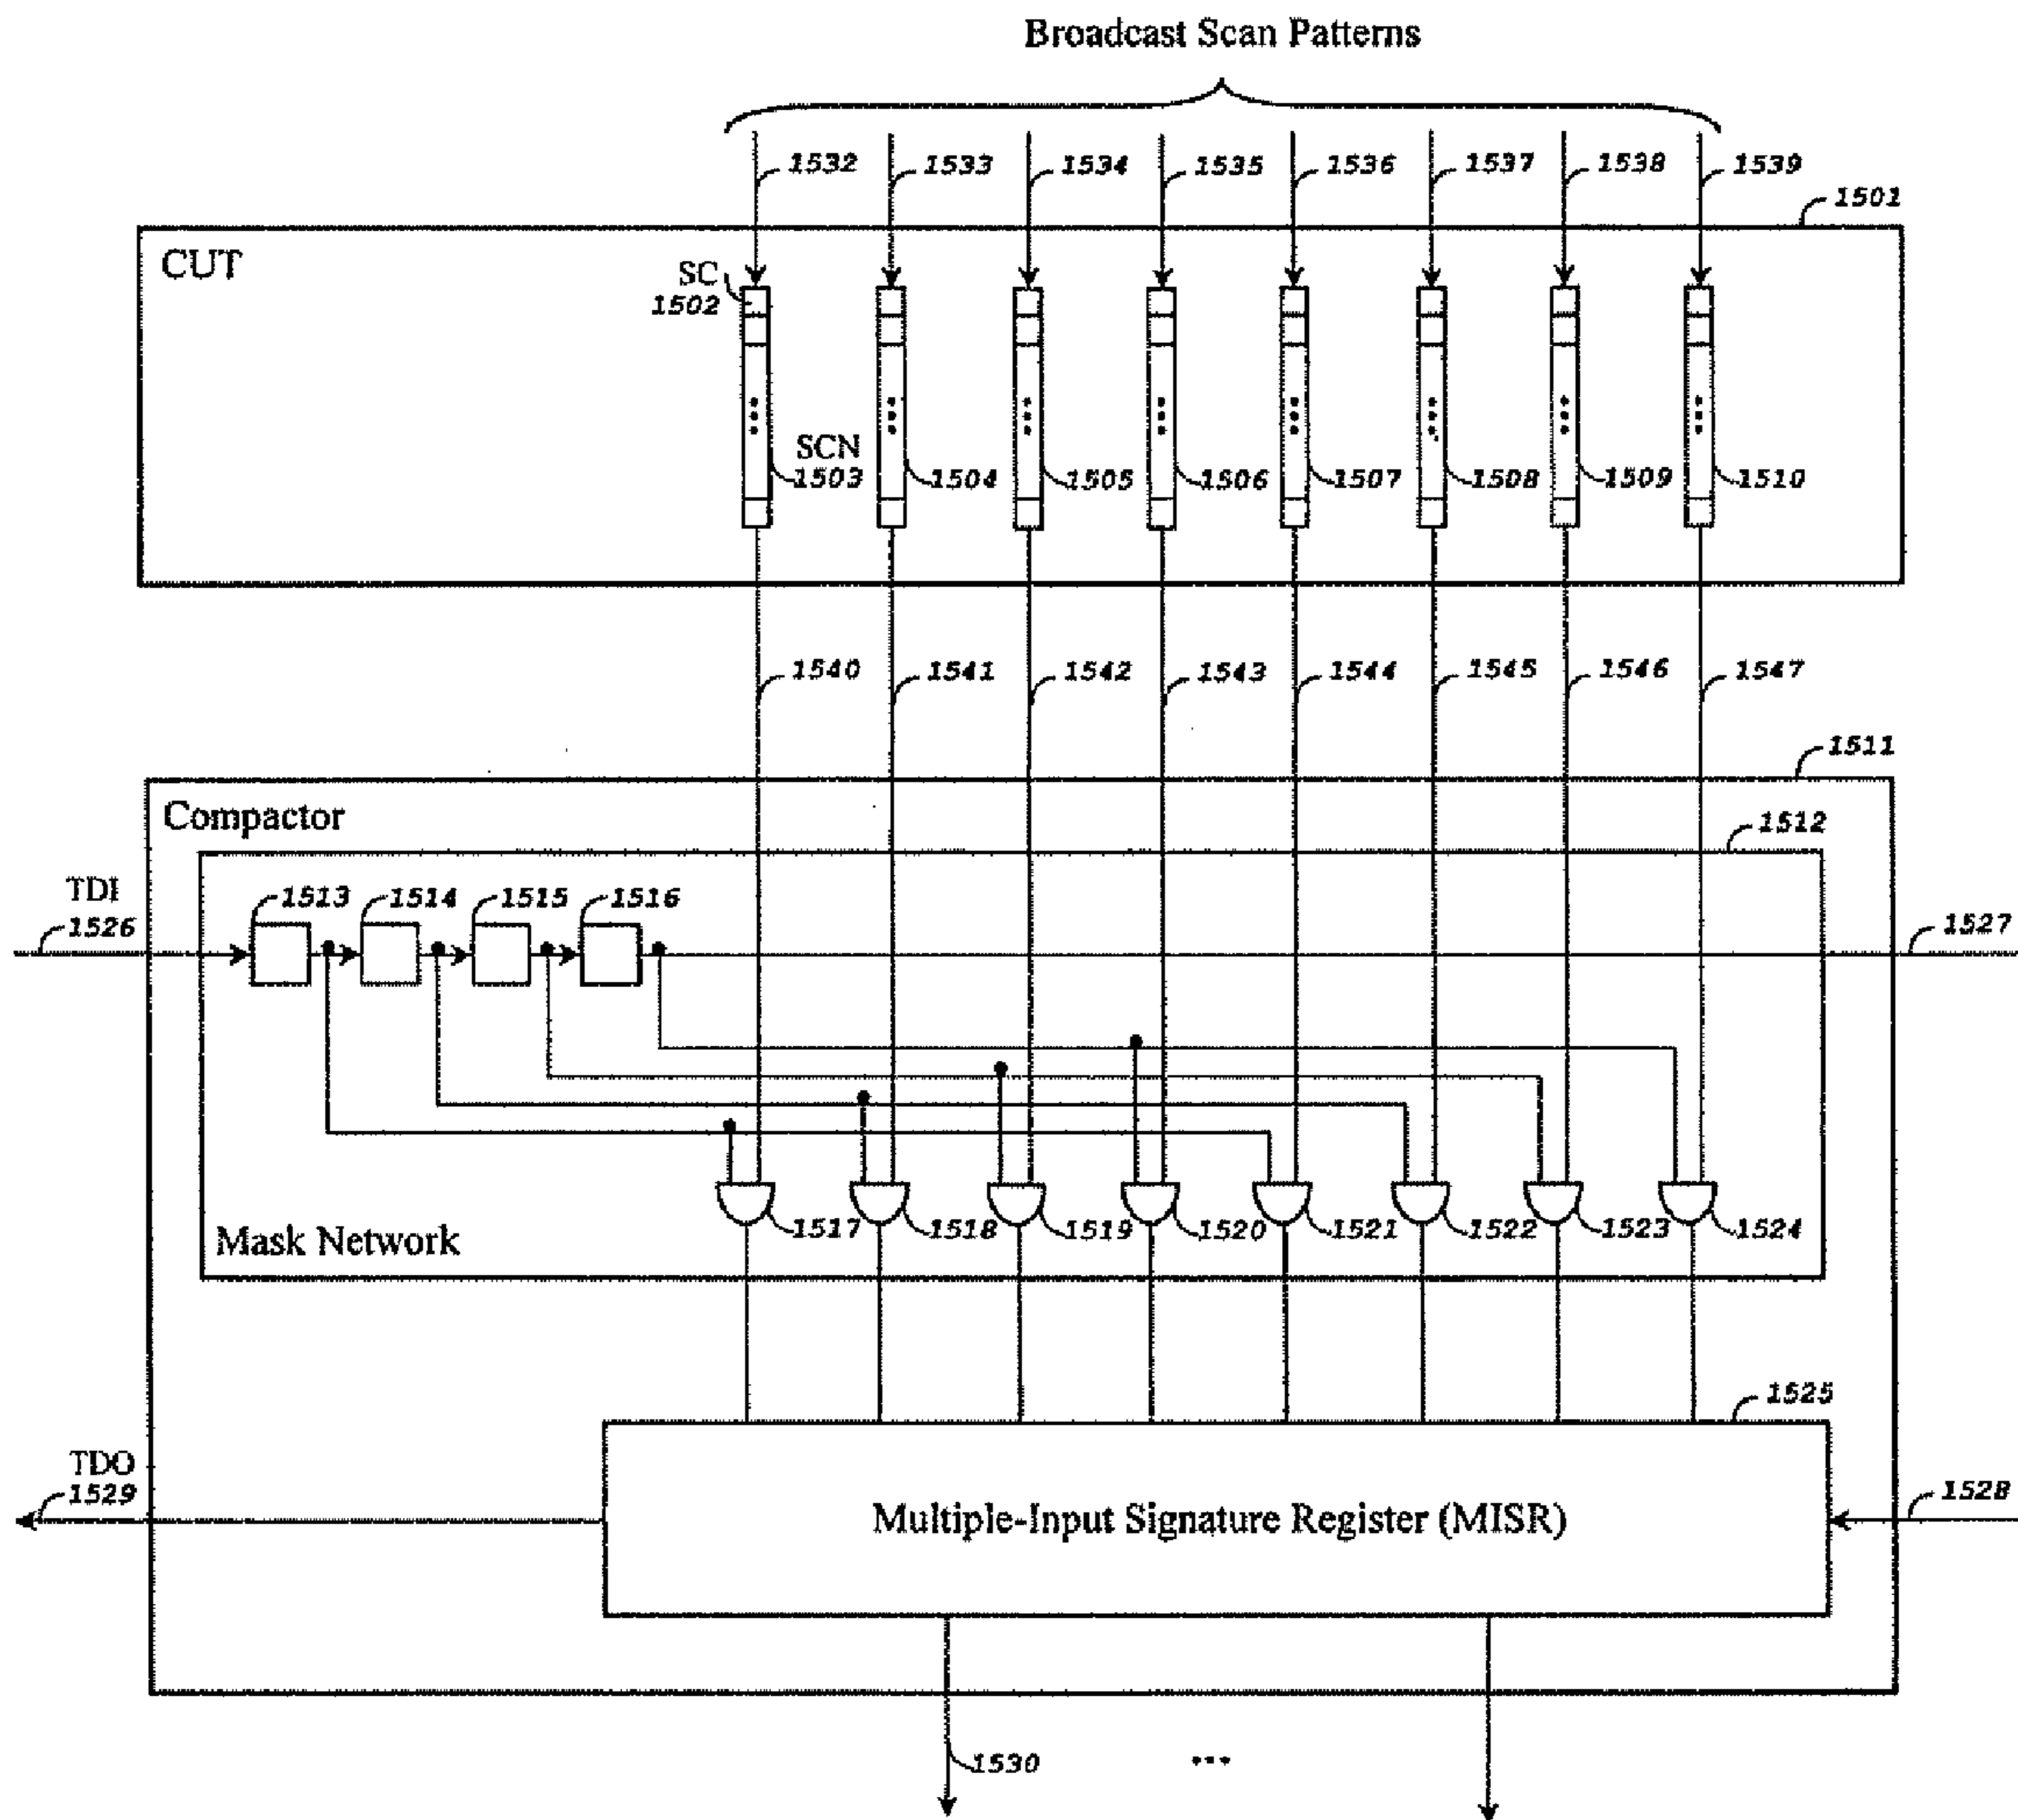 Broadcast Scan Patterns
1532 1533 1534 1535 1536 1537 1538 1539
1501
CUT
SC
1502
SCN
1503 1504 1505 1506 1507 1508 1509 1510
1540 1541 1542 1543 1544 1545 1546 1547
1511
Compactor
1512
TDI
1526
1513 1514 1515 1516
1527
1517 1518 1519 1520 1521 1522 1523 1524
Mask Network
1525
TDO
1529
1528
Multiple-Input Signature Register (MISR)
1530 ...